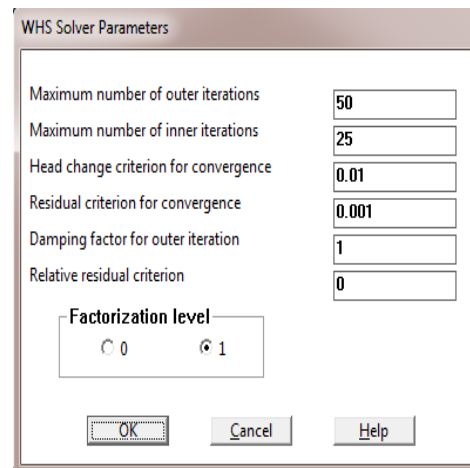 WHS Solver Parameters
Maximum number of outer iterations 50
Maximum number of inner iterations 25
Head change criterion for convergence 0.01
Residual criterion for convergence 0.001
Damping factor for outer iteration 1
Relative residual criterion 0
Factorization level
0 1
OK Cancel Help